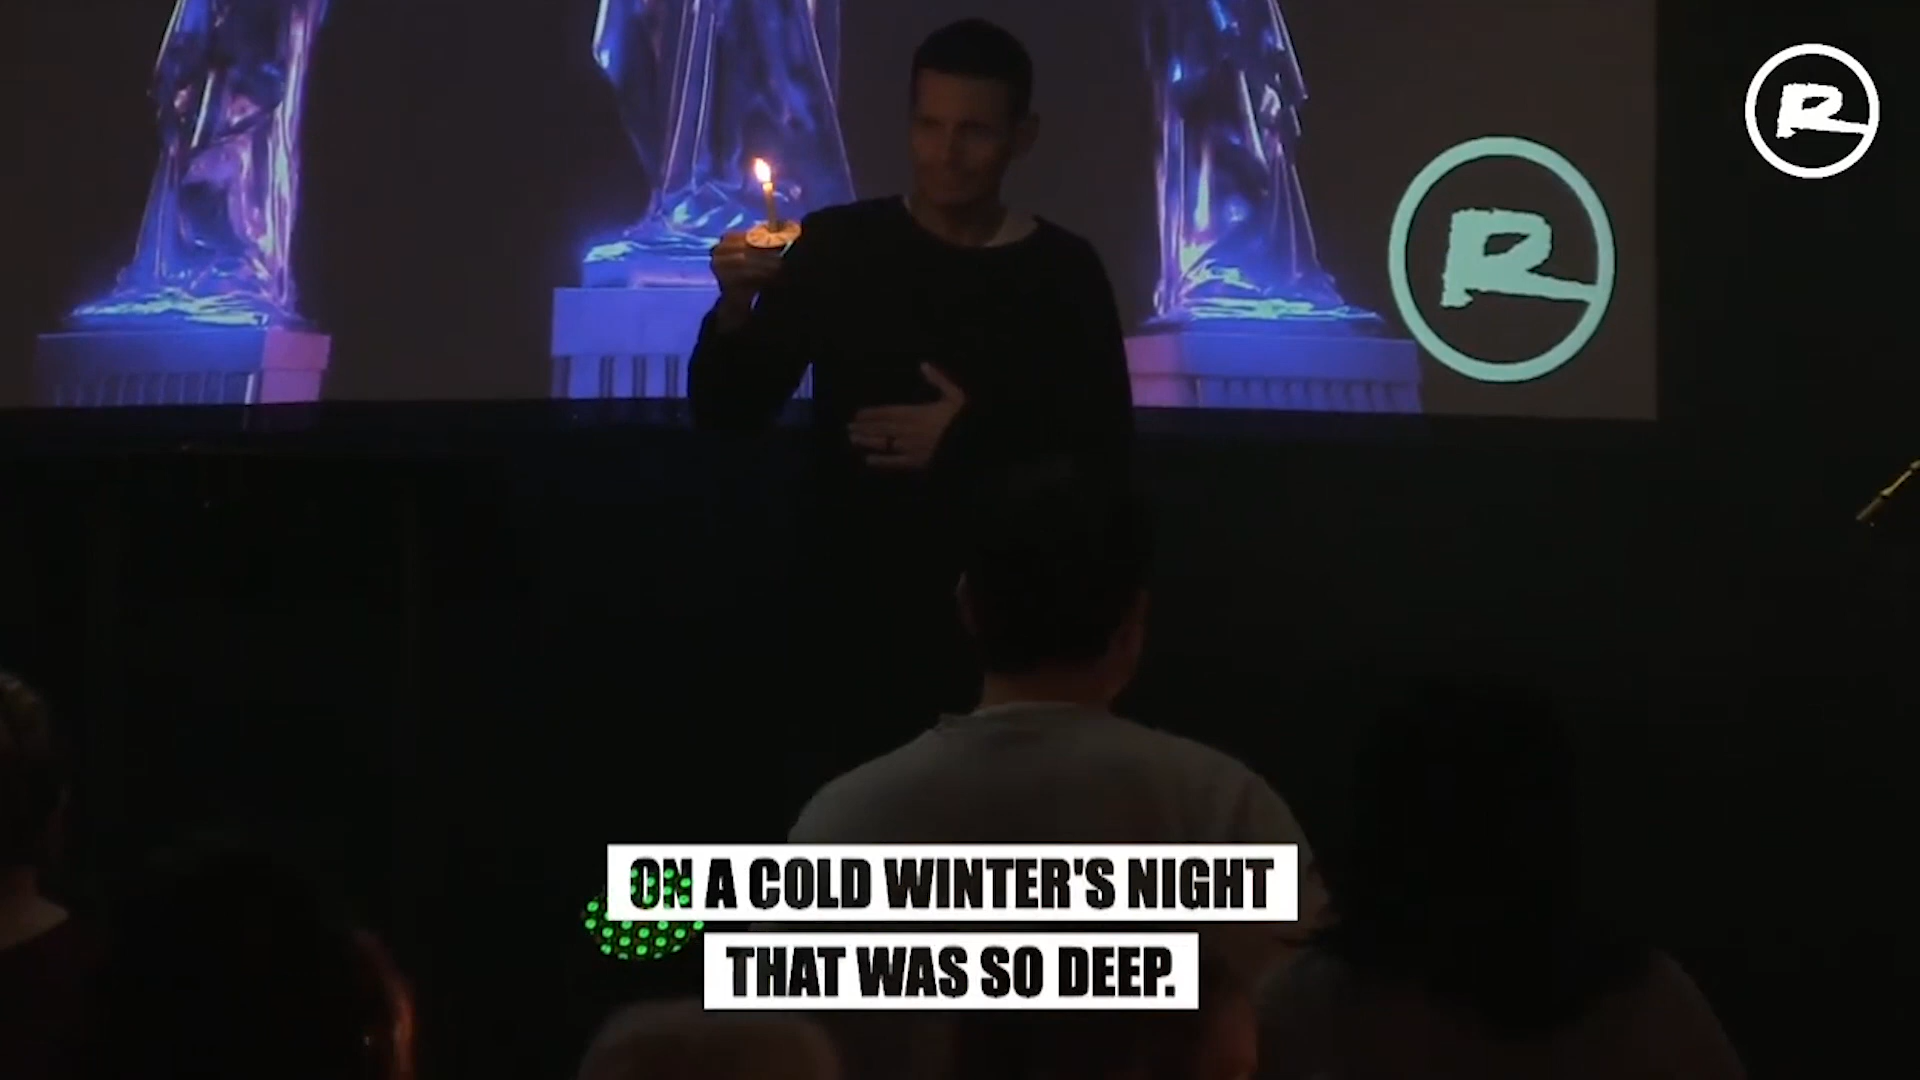 R
R
ON A COLD WINTER'S NIGHT
THAT WAS SO DEEP.